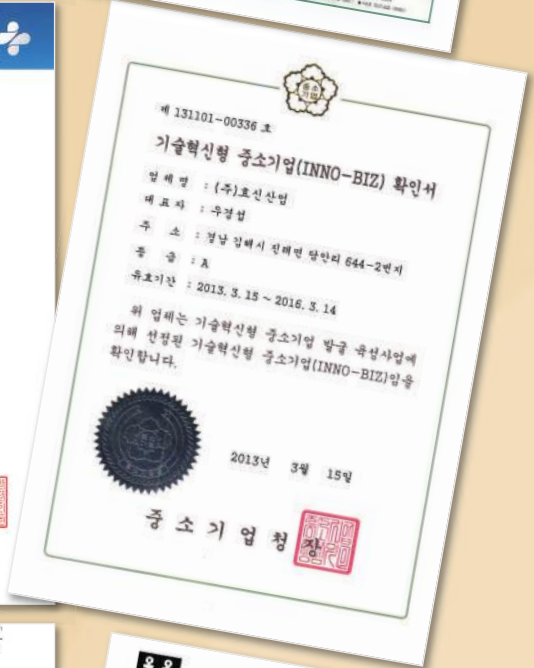 중소
기업
제 131101-00336 호
기술혁신형 중소기업(INNO-BIZ) 확인서
업 체 명 : (주)효신산업
대 표 자 : 우경섭
주 소 : 경남 김해시 진례면 담안리 644-2번지
등 급 : A
유효기간 : 2013. 3. 15 ~ 2016. 3. 14
위 업체는 기술혁신형 중소기업 발굴 육성사업에
의해 선정된 기술혁신형 중소기업(INNO-BIZ)임을
확인합니다.
2013년 3월 15일
중 소 기 업 청 장